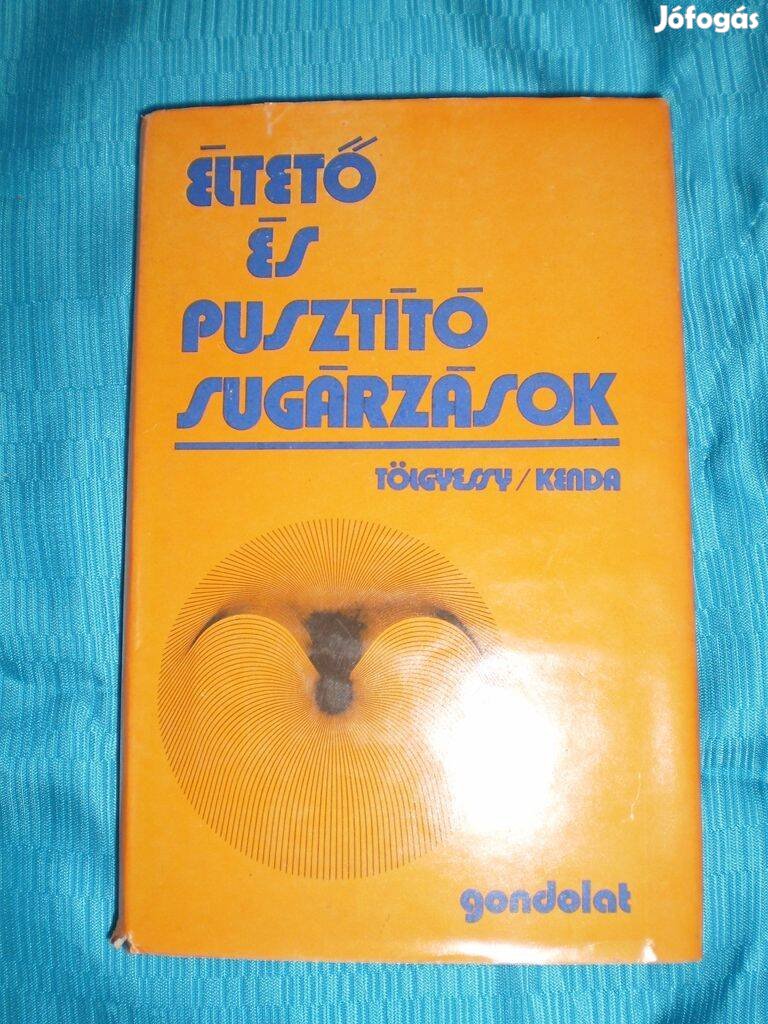 Jófogás
ÉLTETŐ
ÉS
PUSZTÍTÓ
SUGÁRZÁSOK
TÖLGYESSY / KENDA
gondolat